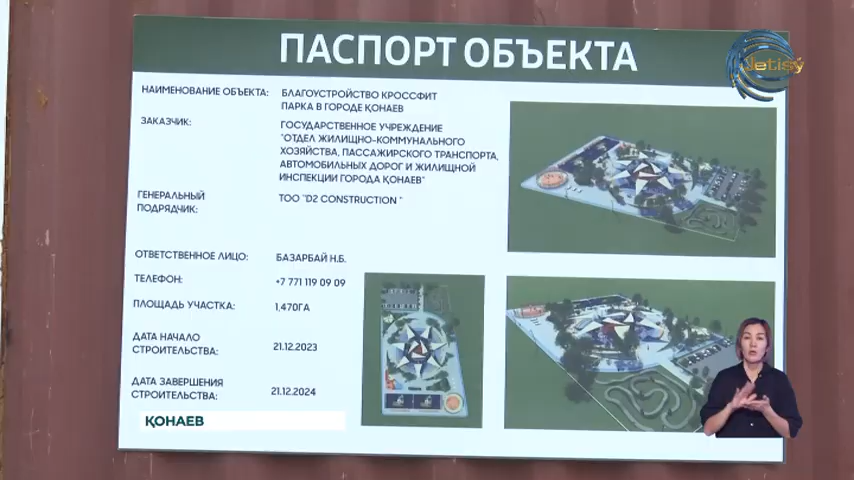 ПАСПОРТ ОБЪЕКТА
Jetisý
НАИМЕНОВАНИЕ ОБЪЕКТА: БЛАГОУСТРОЙСТВО КРОССФИТ
ПАРКА В ГОРОДЕ ҚОНАЕВ
ЗАКАЗЧИК: ГОСУДАРСТВЕННОЕ УЧРЕЖДЕНИЕ
"ОТДЕЛ ЖИЛИЩНО-КОММУНАЛЬНОГО
ХОЗЯЙСТВА, ПАССАЖИРСКОГО ТРАНСПОРТА,
АВТОМОБИЛЬНЫХ ДОРОГ И ЖИЛИЩНОЙ
ИНСПЕКЦИИ ГОРОДА ҚОНАЕВ"
ГЕНЕРАЛЬНЫЙ
ПОДРЯДЧИК:
ТОО "D2 CONSTRUCTION "
ОТВЕТСТВЕННОЕ ЛИЦО: БАЗАРБАЙ Н.Б.
ТЕЛЕФОН: +7 771 119 09 09
ПЛОЩАДЬ УЧАСТКА: 1,470ГА
ДАТА НАЧАЛО
СТРОИТЕЛЬСТВА:
21.12.2023
ДАТА ЗАВЕРШЕНИЯ
СТРОИТЕЛЬСТВА:
21.12.2024
ҚОНАЕВ